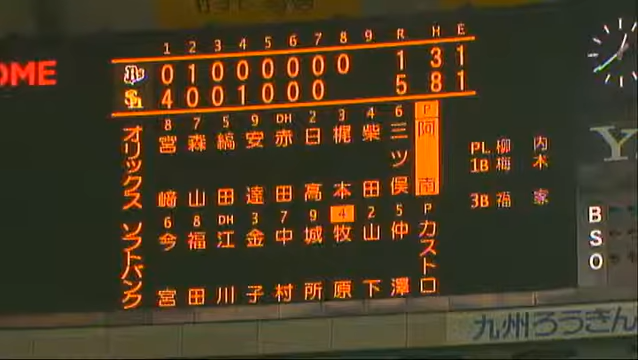 OME
1 2 3 4 5 6 7 8 9 R H E
Bs 0 1 0 0 0 0 0 0 1 3 1
SH 4 0 0 1 0 0 0 5 8 1
8 7 5 9 DH 2 3 4 6 P
オリックス 宮﨑 森山 縞田 安達 赤田 日高 梶本 柴田 三ツ俣 阿南
6 8 DH 3 7 9 4 2 5 P
ソフトバンク 今宮 福田 江川 金子 中村 城所 牧原 山下 仲澤 カストロ
PL 柳内
1B 梅木
3B 福家
Y
B
S
O
九州ろうきん